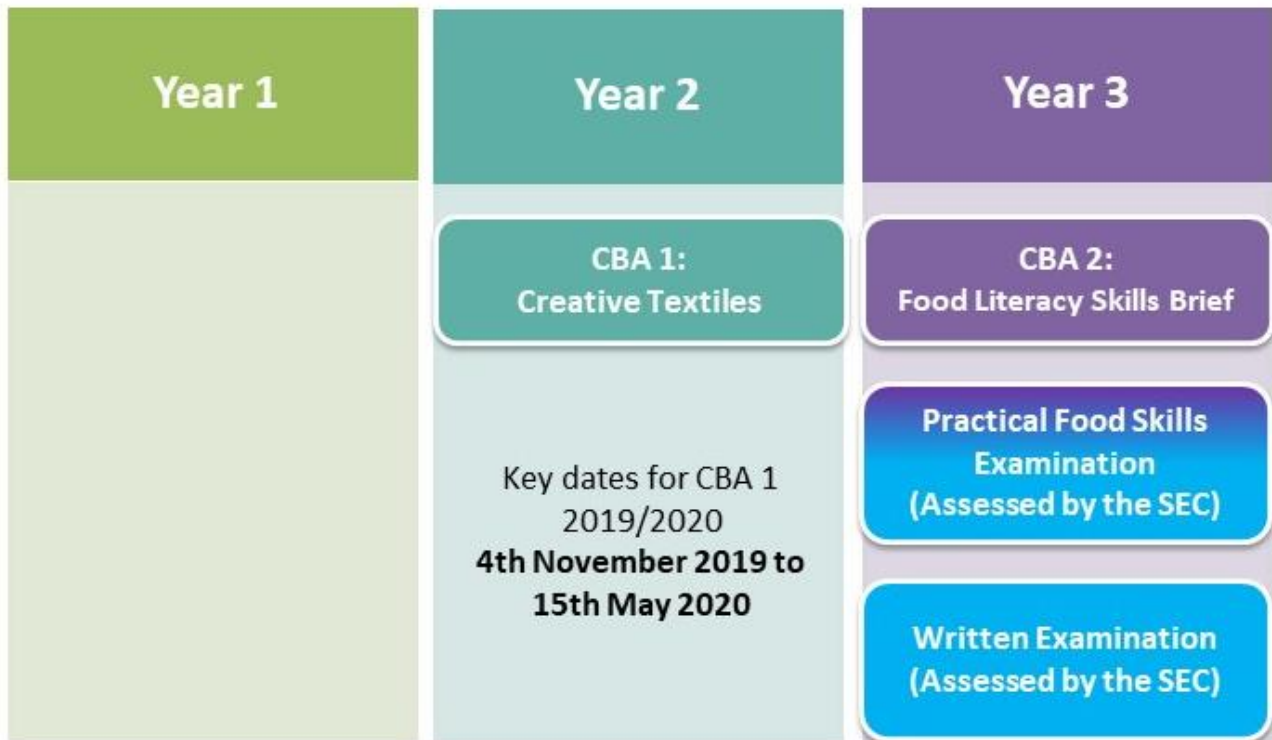 Year 1
Year 2
Year 3
CBA 1:
Creative Textiles
Key dates for CBA 1
2019/2020
4th November 2019 to
15th May 2020
CBA 2:
Food Literacy Skills Brief
Practical Food Skills
Examination
(Assessed by the SEC)
Written Examination
(Assessed by the SEC)